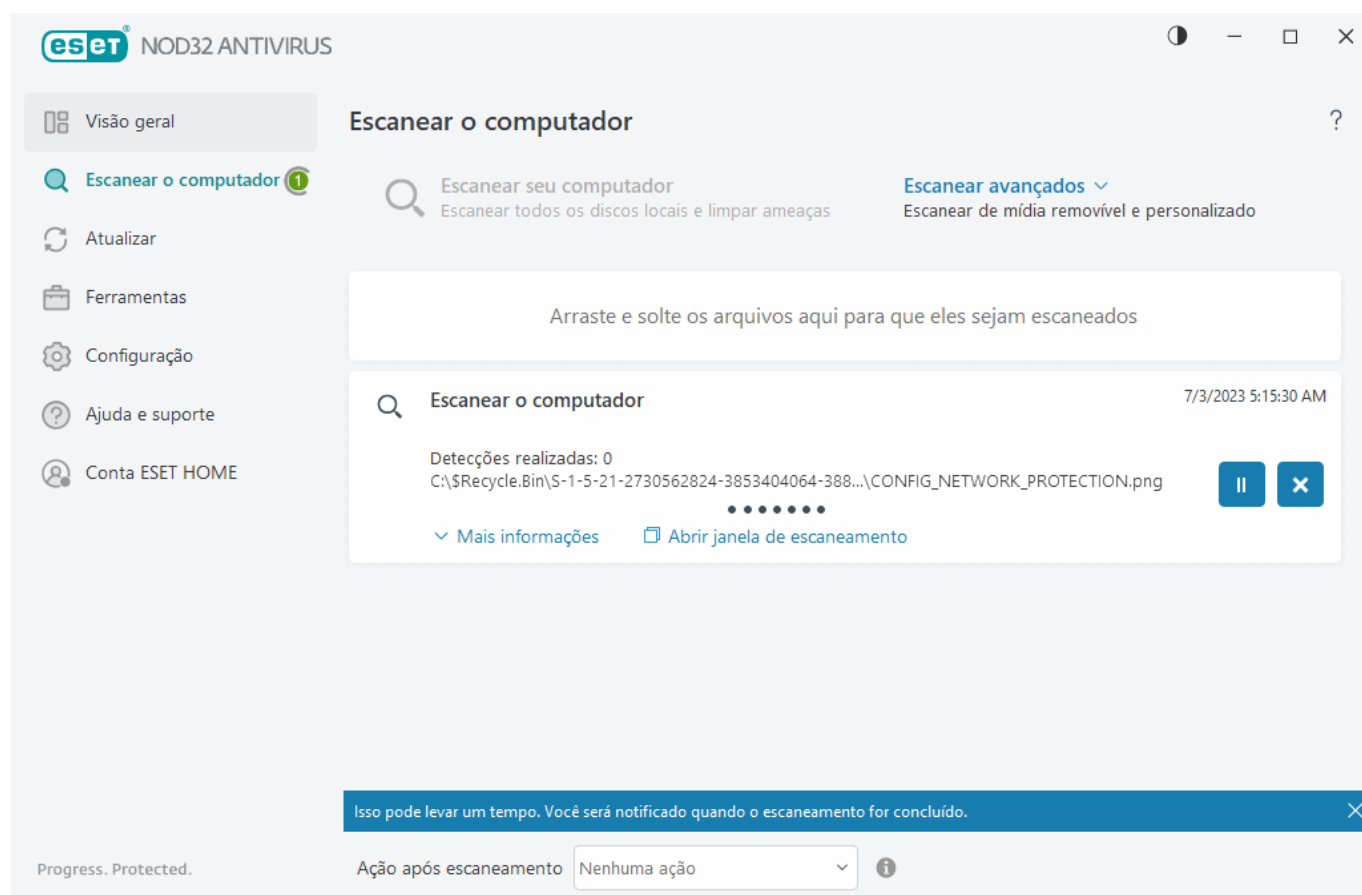 eset® NOD32 ANTIVIRUS
Visão geral
Escanear o computador 1
Atualizar
Ferramentas
Configuração
Ajuda e suporte
Conta ESET HOME
Progress. Protected.
Escanear o computador ?
Escanear seu computador
Escanear todos os discos locais e limpar ameaças
Escanear avançados
Escanear de mídia removível e personalizado
Arraste e solte os arquivos aqui para que eles sejam escaneados
Escanear o computador 7/3/2023 5:15:30 AM
Detecções realizadas: 0
C:\$Recycle.Bin\S-1-5-21-2730562824-3853404064-388...\CONFIG_NETWORK_PROTECTION.png
Mais informações Abrir janela de escaneamento
Isso pode levar um tempo. Você será notificado quando o escaneamento for concluído.
Ação após escaneamento Nenhuma ação